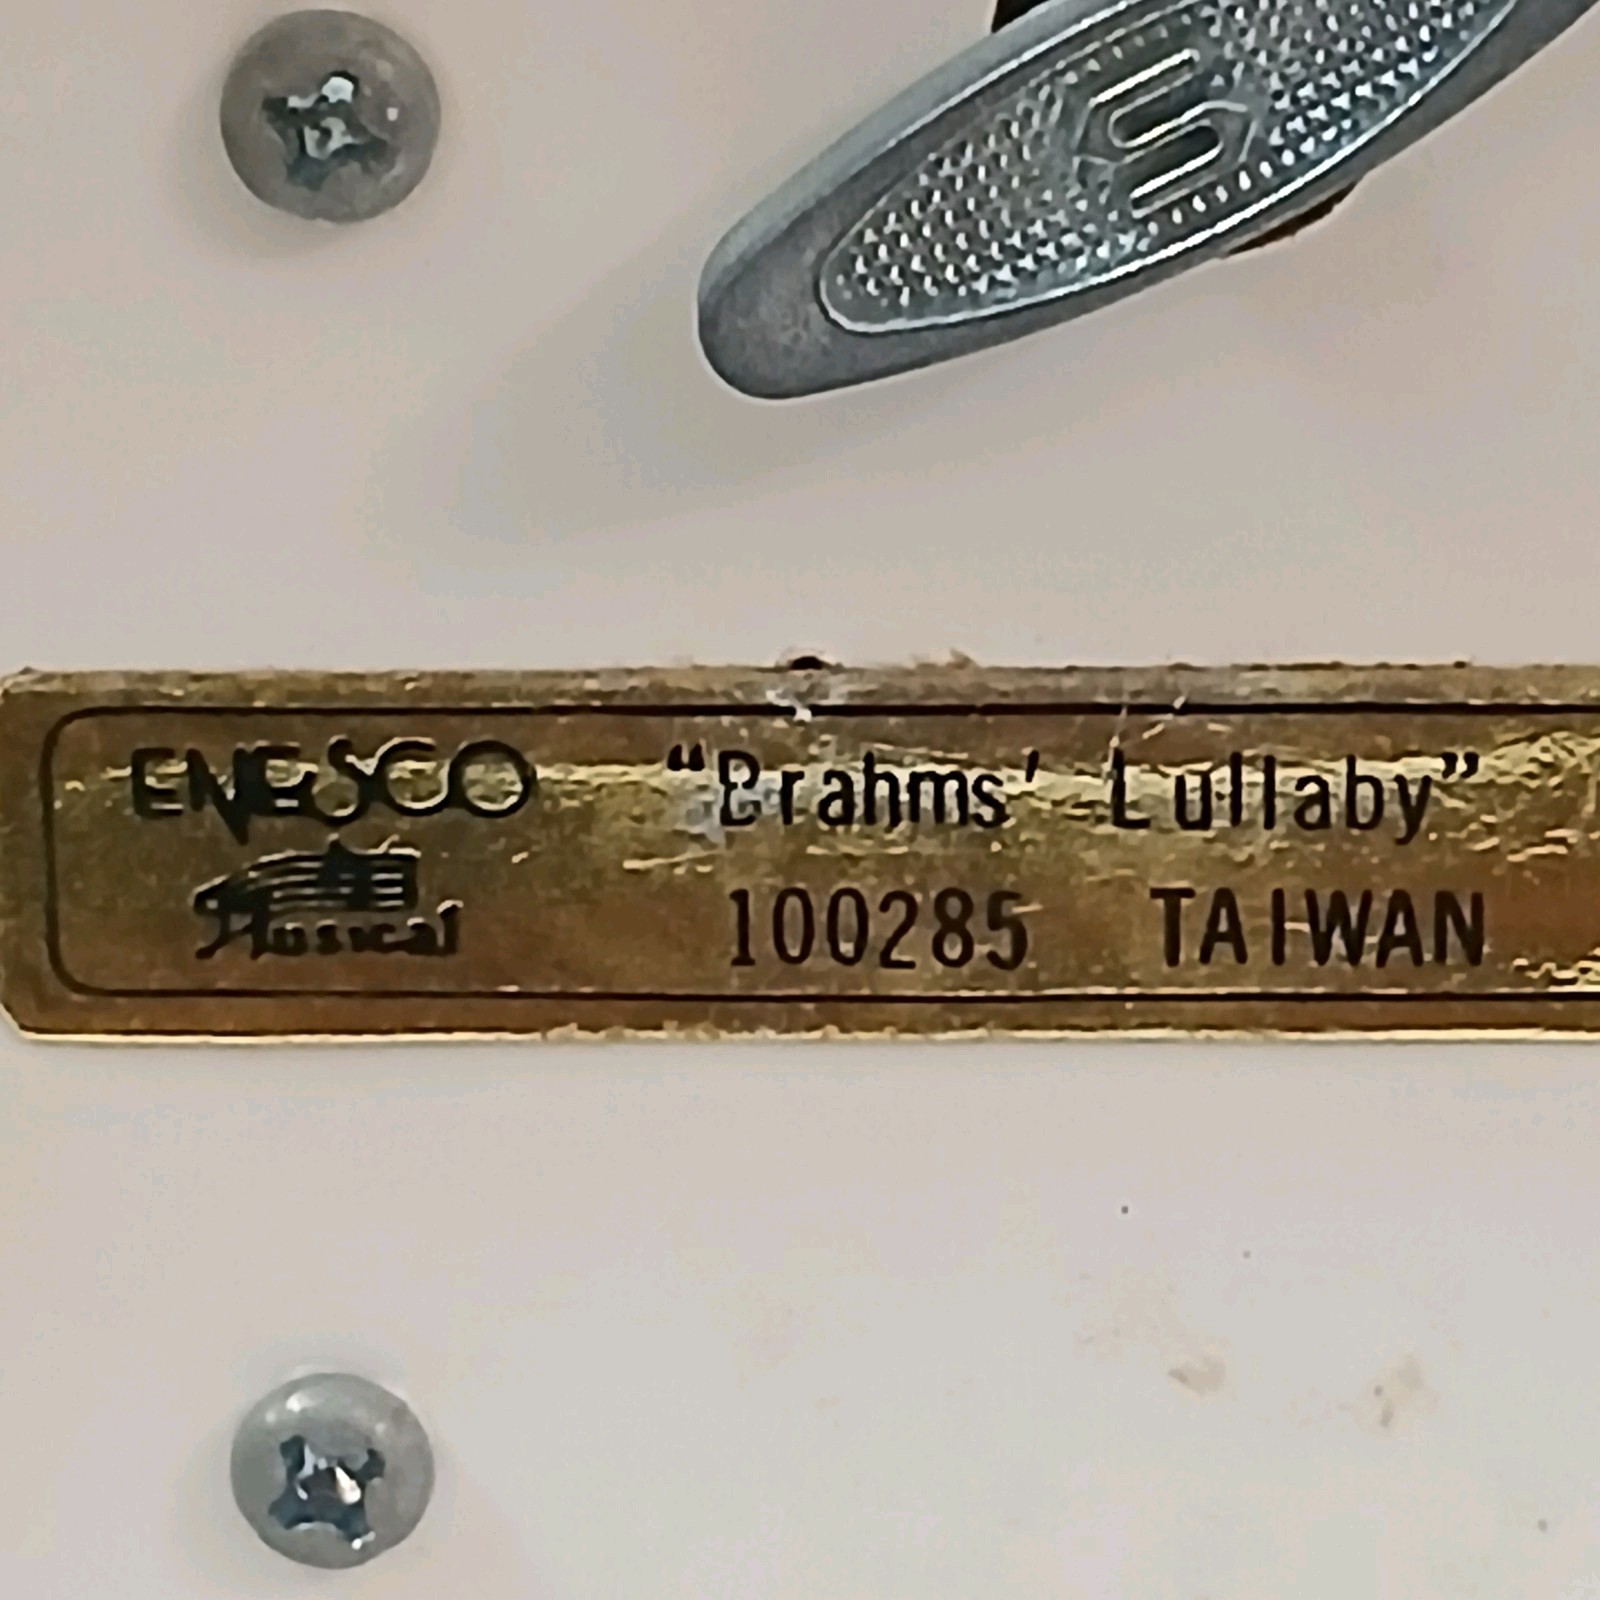 ENESCO "Brahms' Lullaby"
Musical 100285 TAIWAN